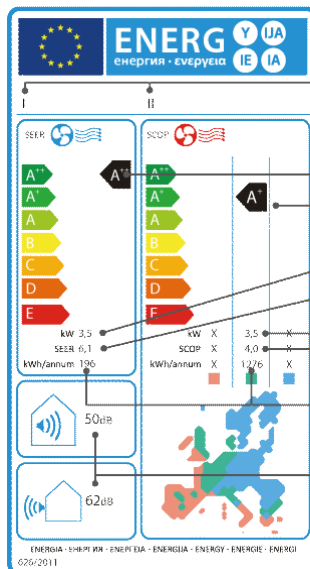 ENERG Y IJA
енергия · ενεργεια IE IA
I II
SEER
A++
A+
A
B
C
D
E
kW 3,5
SEER 6,1
kWh/annum 196
SCOP
A++
A+
A
B
C
D
E
A+
kW X 3,5 X
SCOP X 4,0 X
kWh/annum X 1276 X
50dB
62dB
ENERGIA · ЕНЕРГИЯ · ΕΝΕΡΓΕΙΑ · ENERGIJA · ENERGY · ENERGIE · ENERGI
626/2011